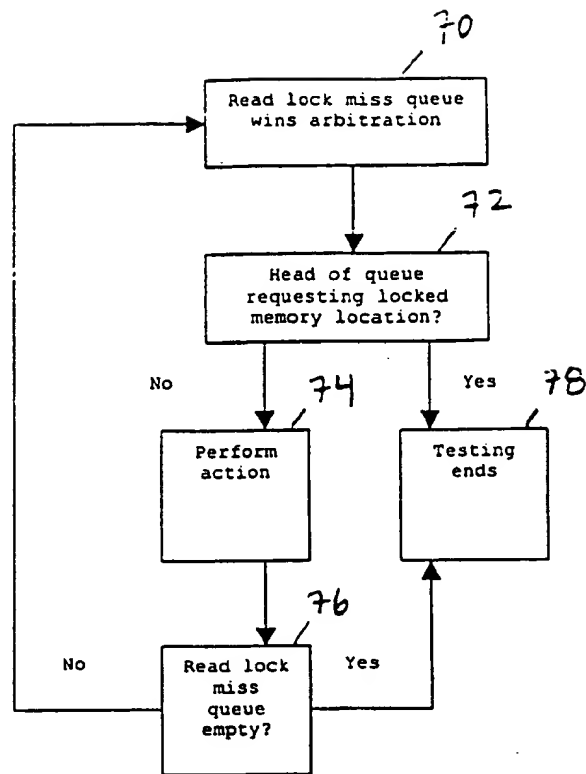 70
Read lock miss queue
wins arbitration
72
Head of queue
requesting locked
memory location?
No
Yes
74
78
Perform
action
Testing
ends
76
No
Yes
Read lock
miss
queue
empty?